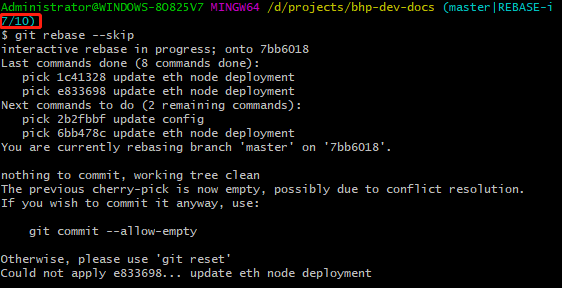 Administrator@WINDOWS-8O825V7 MINGW64 /d/projects/bhp-dev-docs (master|REBASE-i
7/10)
$ git rebase --skip
interactive rebase in progress; onto 7bb6018
Last commands done (8 commands done):
   pick 1c41328 update eth node deployment
   pick e833698 update eth node deployment
Next commands to do (2 remaining commands):
   pick 2b2fbbf update config
   pick 6bb478c update eth node deployment
You are currently rebasing branch 'master' on '7bb6018'.

nothing to commit, working tree clean
The previous cherry-pick is now empty, possibly due to conflict resolution.
If you wish to commit it anyway, use:

    git commit --allow-empty

Otherwise, please use 'git reset'
Could not apply e833698... update eth node deployment